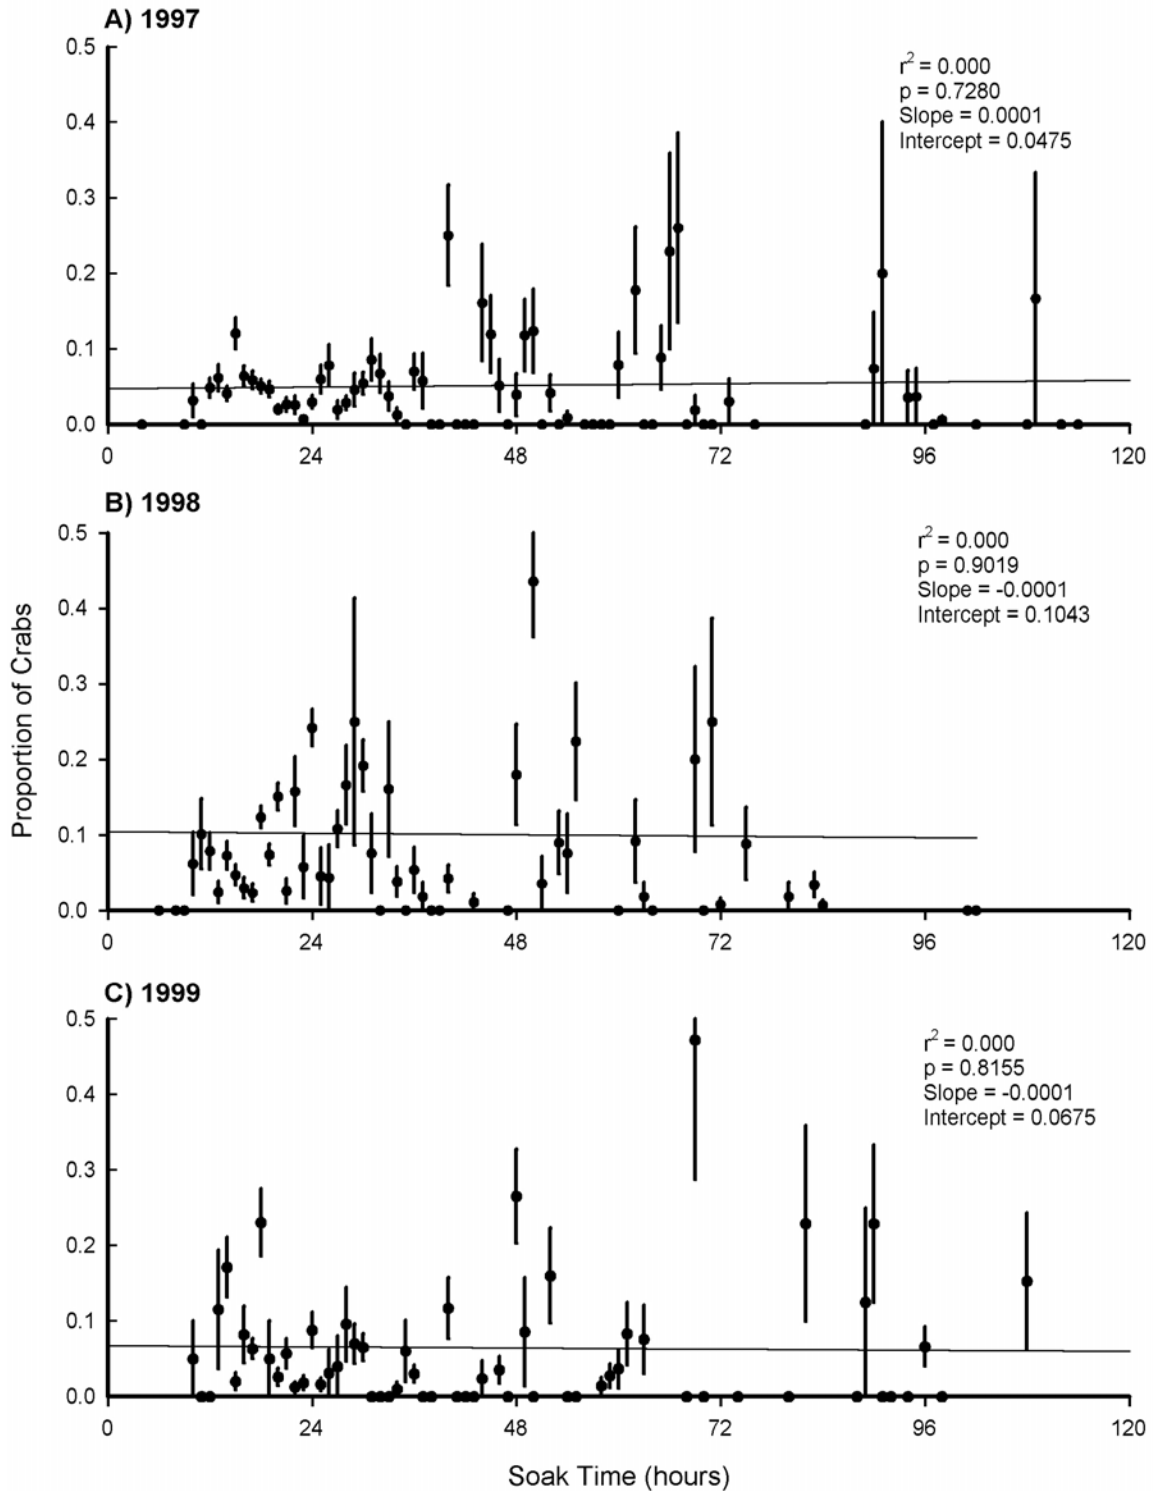 A) 1997
0.5
r² = 0.000
p = 0.7280
0.4
Slope = 0.0001
Intercept = 0.0475
0.3
0.2
0.1
0.0
0 24 48 72 96 120
B) 1998
0.5
r² = 0.000
p = 0.9019
Slope = -0.0001
0.4
Intercept = 0.1043
0.3
0.2
0.1
0.0
0 24 48 72 96 120
Proportion of Crabs
C) 1999
0.5
r² = 0.000
p = 0.8155
0.4
Slope = -0.0001
Intercept = 0.0675
0.3
0.2
0.1
0.0
0 24 48 72 96 120
Soak Time (hours)